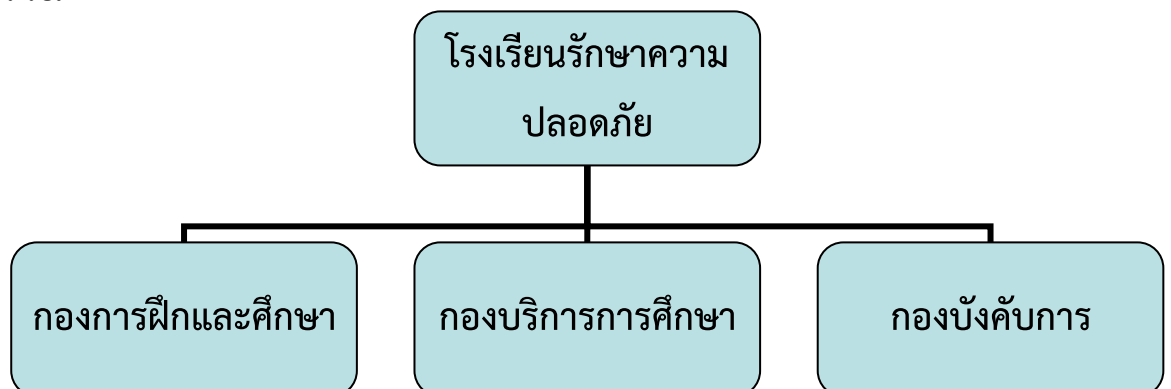 โรงเรียนรักษาความ
ปลอดภัย
กองการฝึกและศึกษา
กองบริการการศึกษา
กองบังคับการ